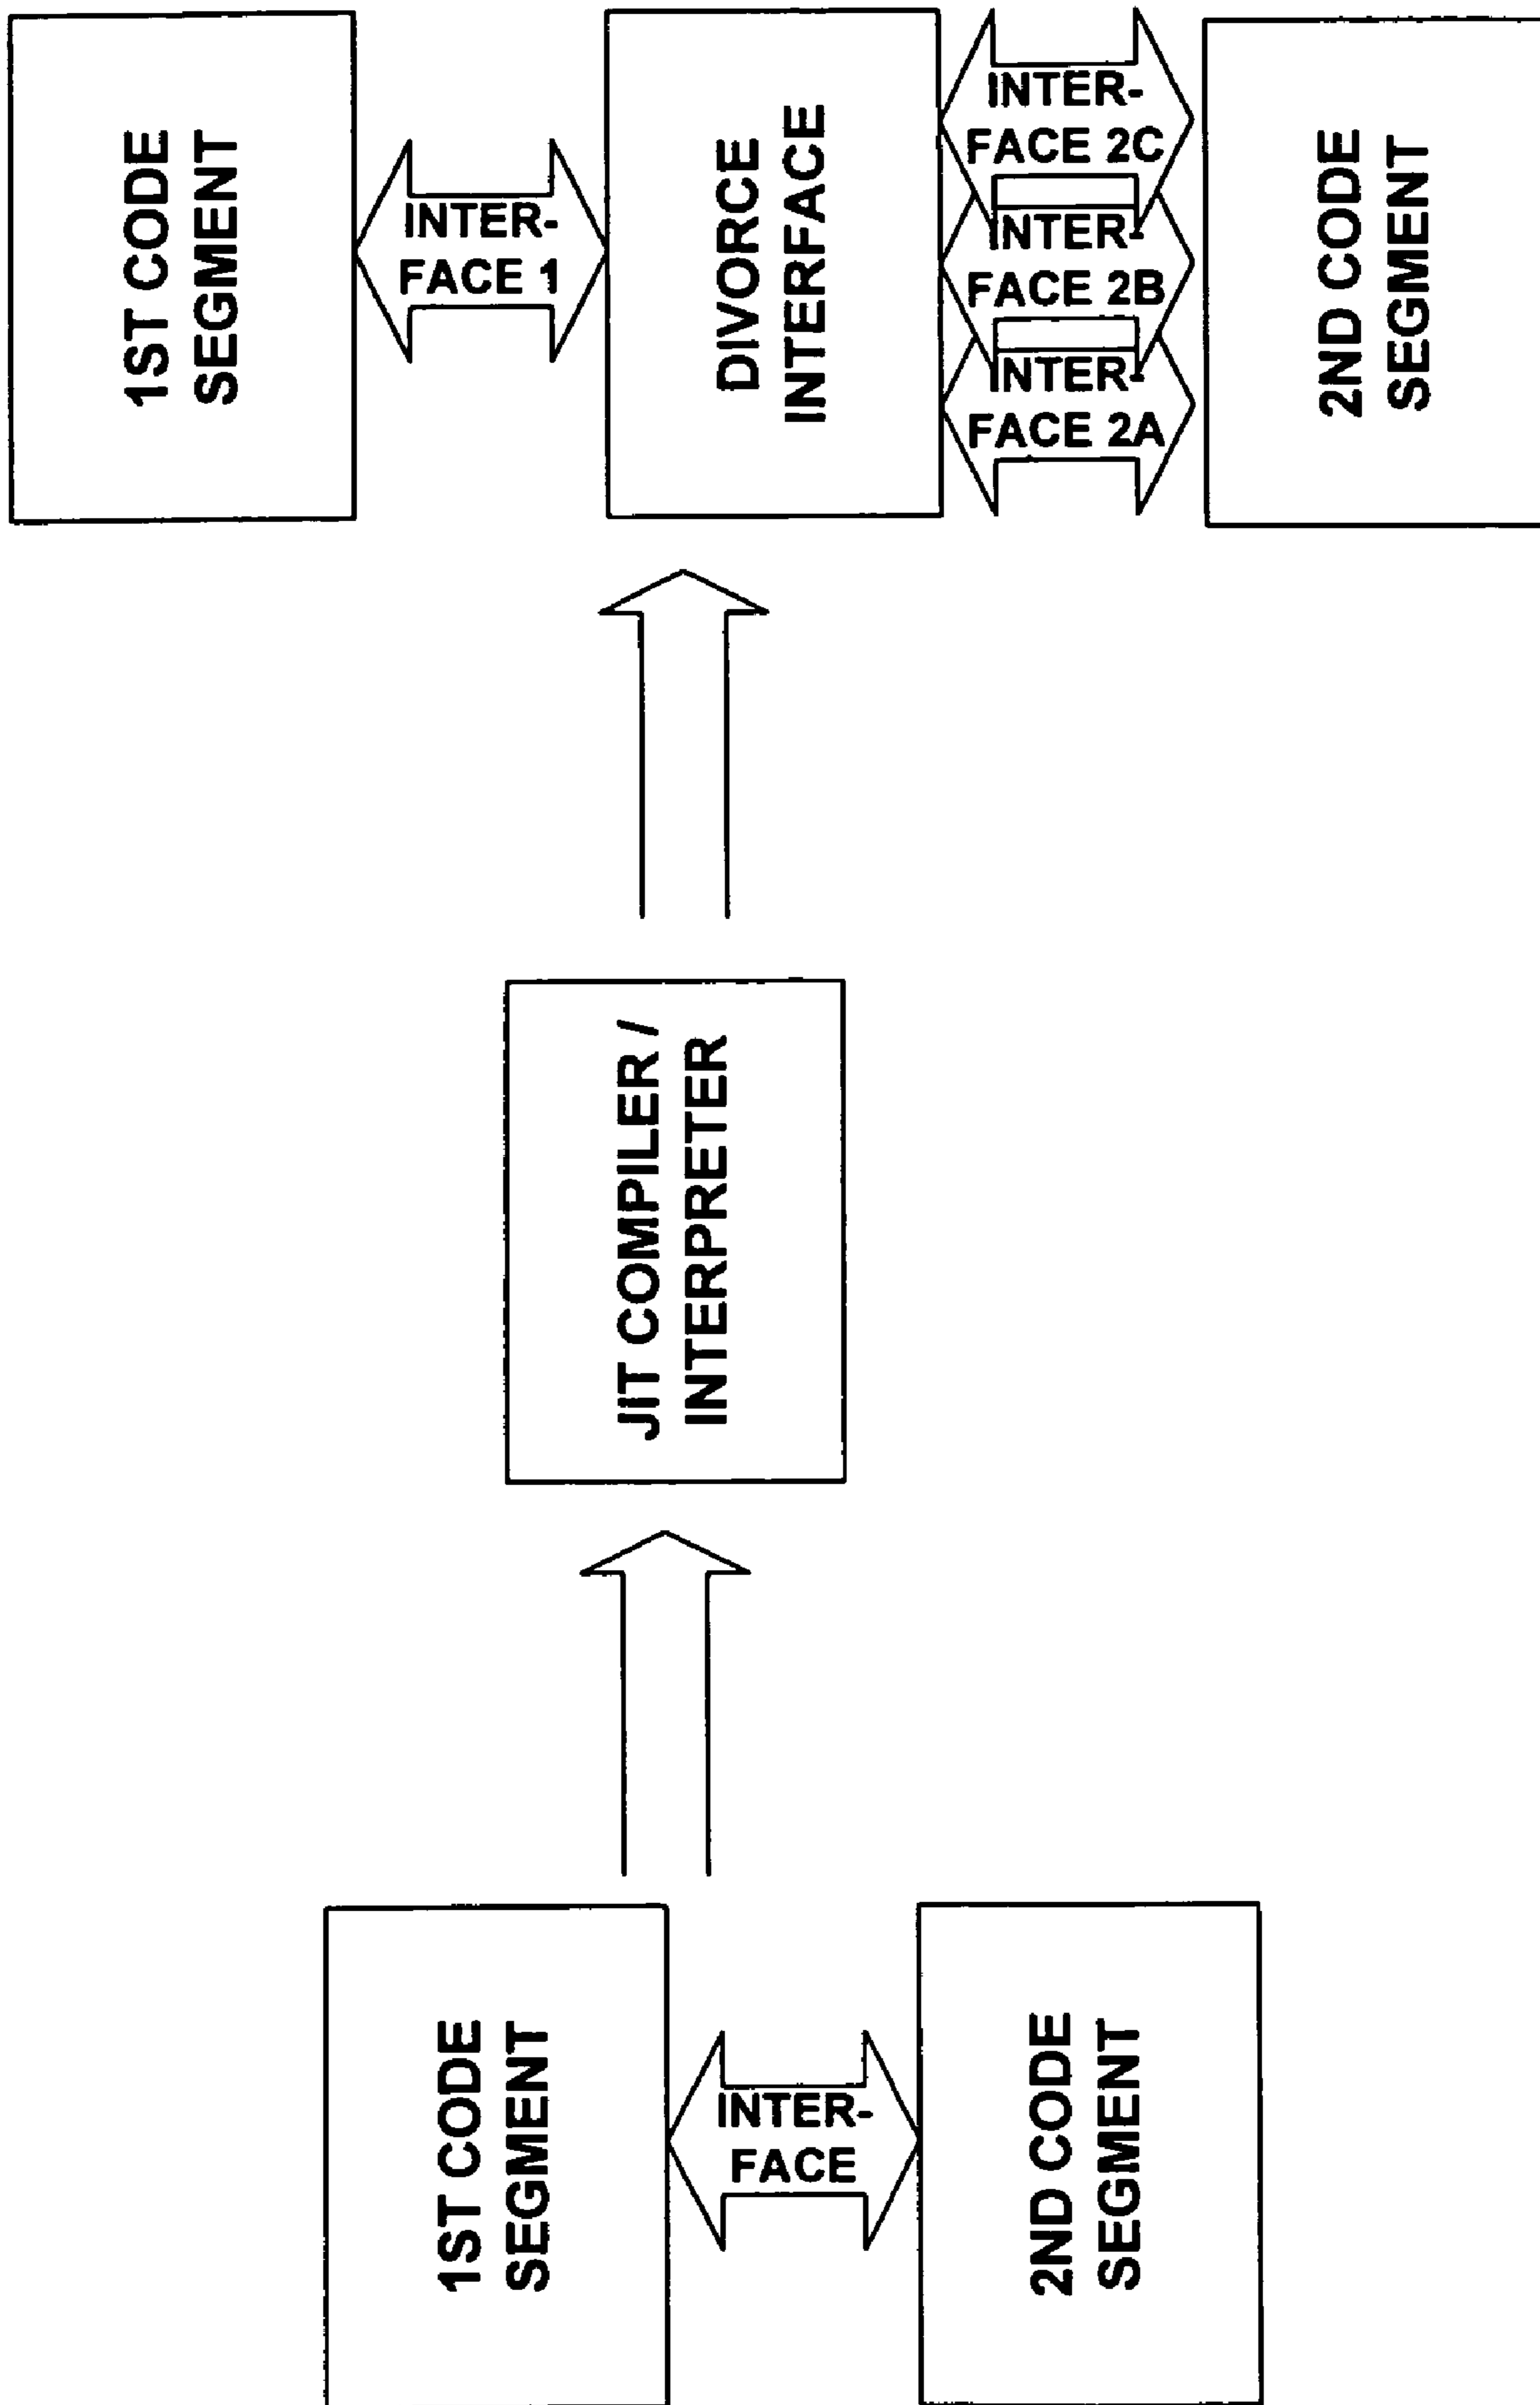 1ST CODE
SEGMENT
INTER-
FACE 1
DIVORCE
INTERFACE
INTER-
FACE 2C
INTER-
FACE 2B
INTER-
FACE 2A
2ND CODE
SEGMENT
JIT COMPILER /
INTERPRETER
1ST CODE
SEGMENT
INTER-
FACE
2ND CODE
SEGMENT